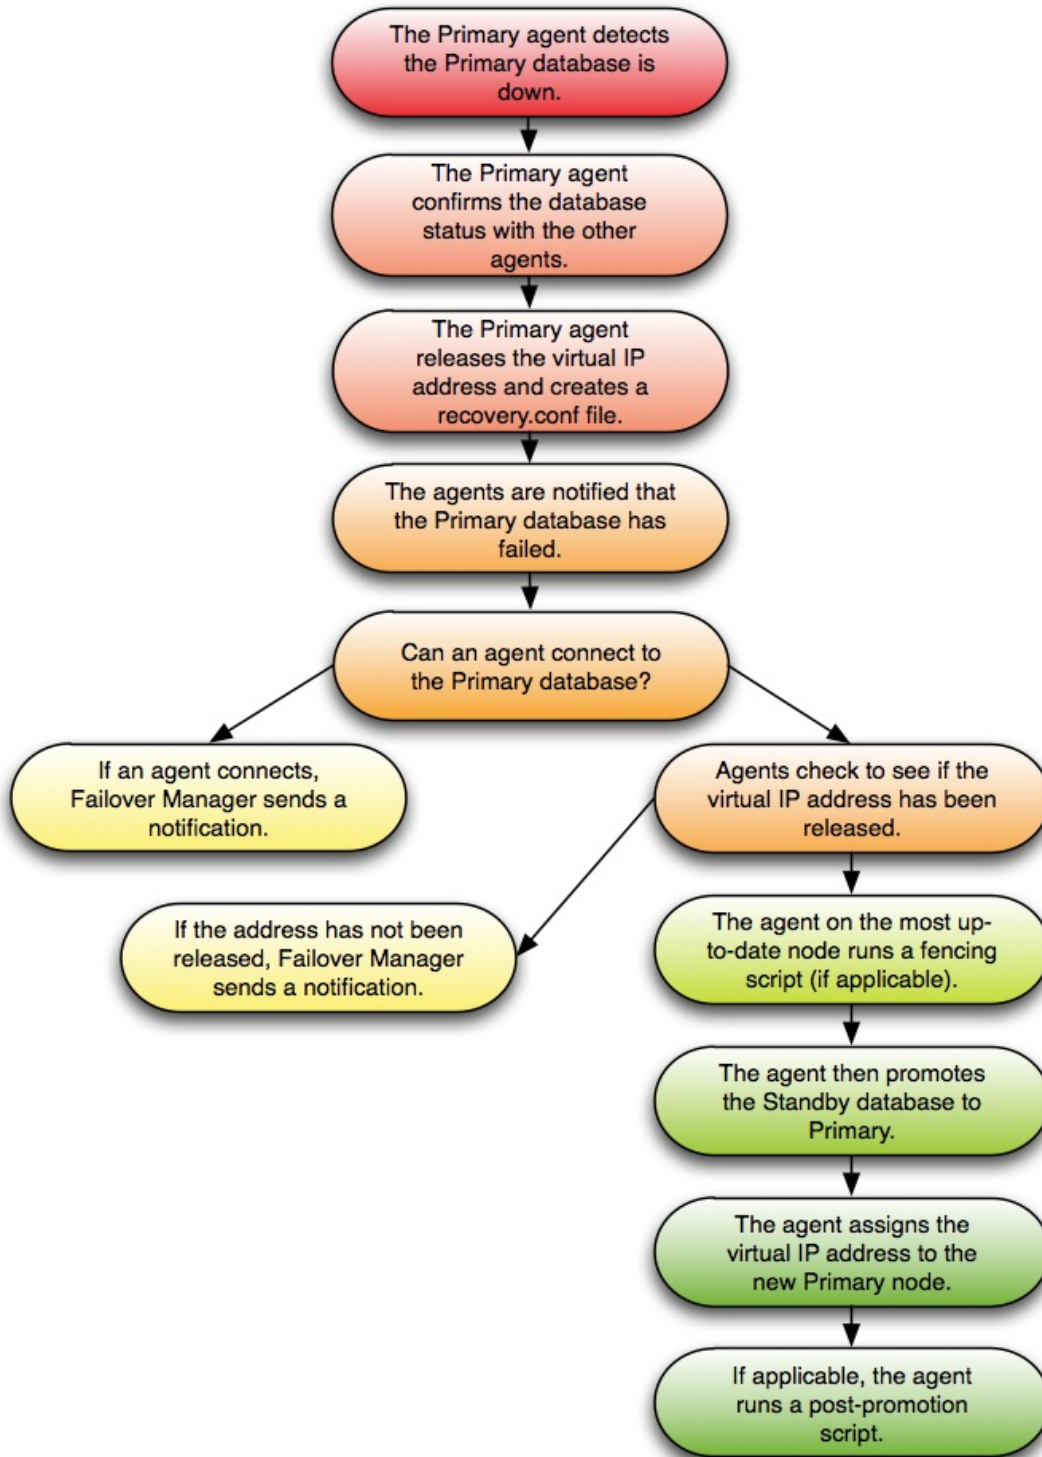 The Primary agent detects
the Primary database is
down.
The Primary agent
confirms the database
status with the other
agents.
The Primary agent
releases the virtual IP
address and creates a
recovery.conf file.
The agents are notified that
the Primary database has
failed.
Can an agent connect to
the Primary database?
If an agent connects,
Failover Manager sends a
notification.
Agents check to see if the
virtual IP address has been
released.
If the address has not been
released, Failover Manager
sends a notification.
The agent on the most up-
to-date node runs a fencing
script (if applicable).
The agent then promotes
the Standby database to
Primary.
The agent assigns the
virtual IP address to the
new Primary node.
If applicable, the agent
runs a post-promotion
script.